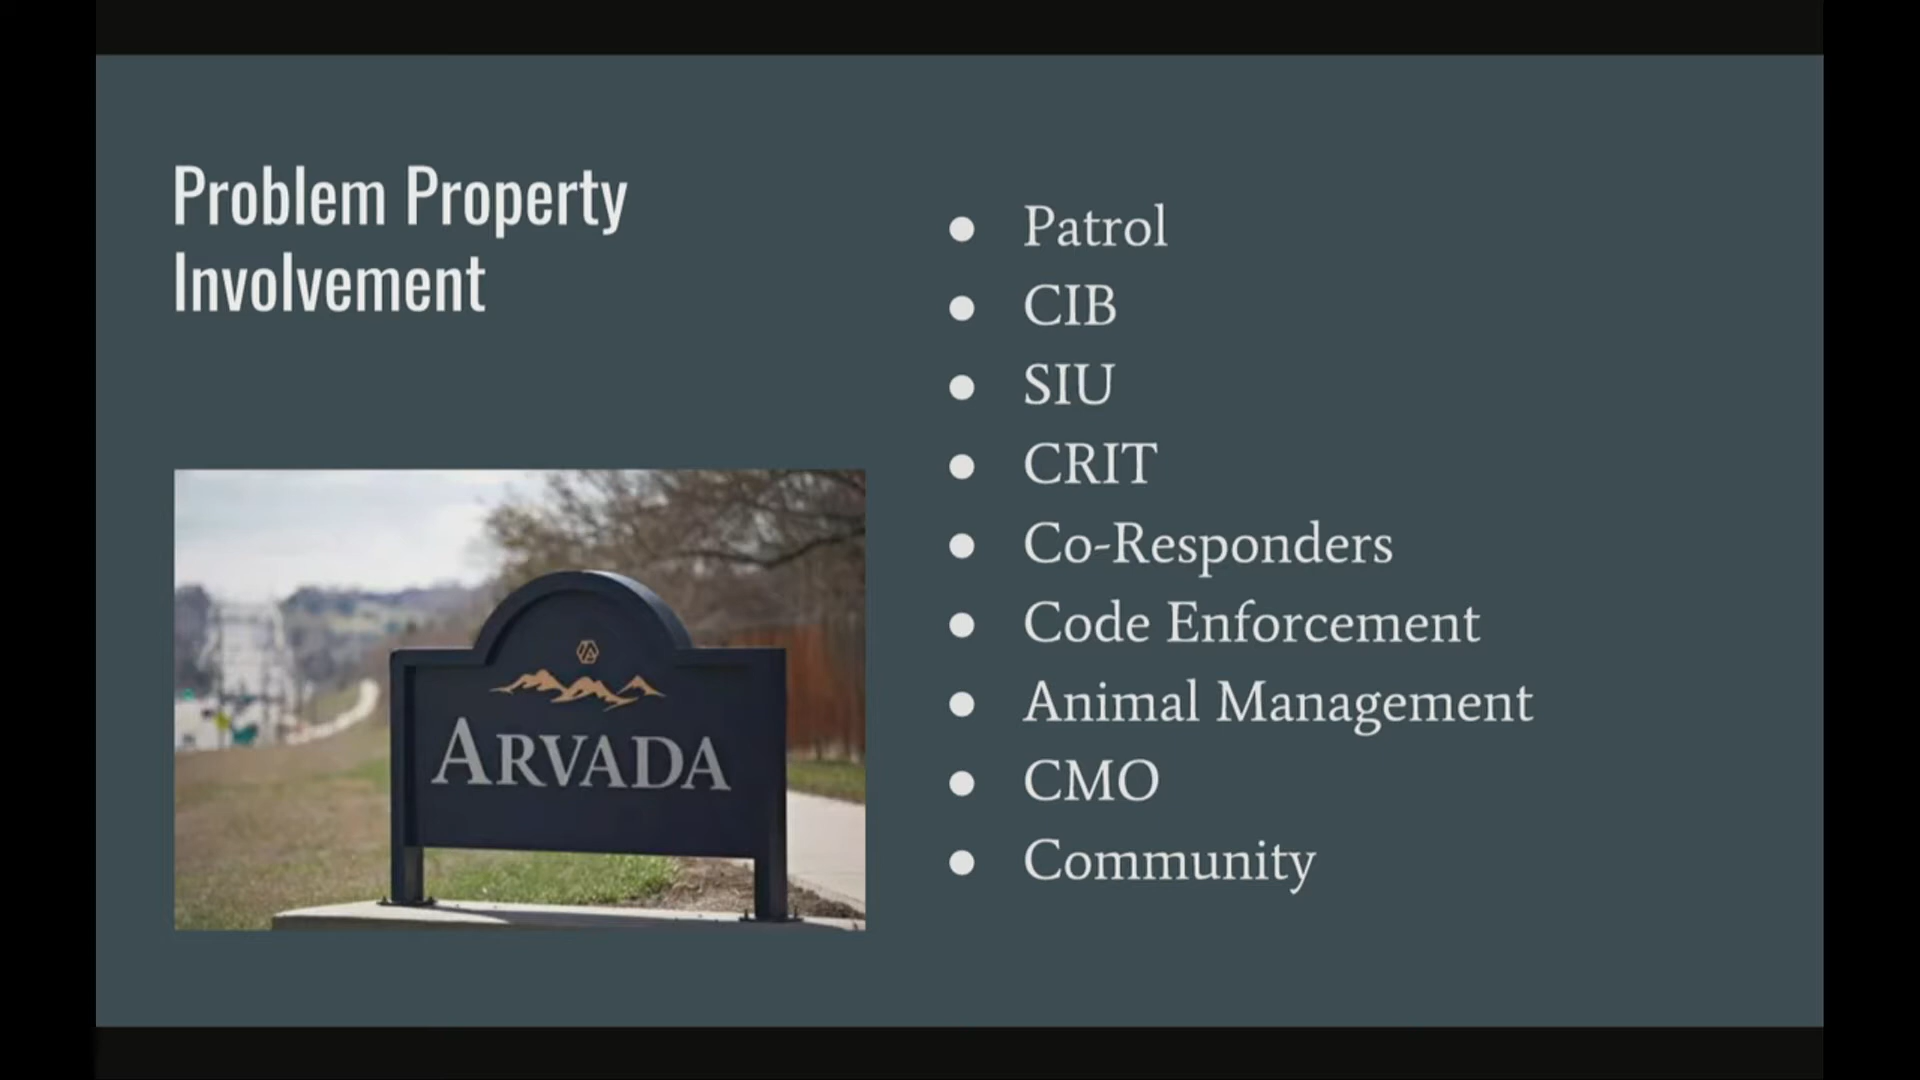 Problem Property
Involvement
ARVADA
Patrol
CIB
SIU
CRIT
Co-Responders
Code Enforcement
Animal Management
CMO
Community